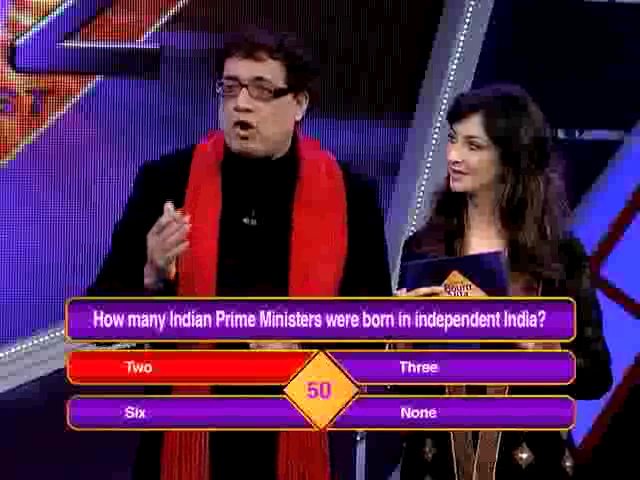 How many Indian Prime Ministers were born in independent India?
Two
Three
50
Six
None